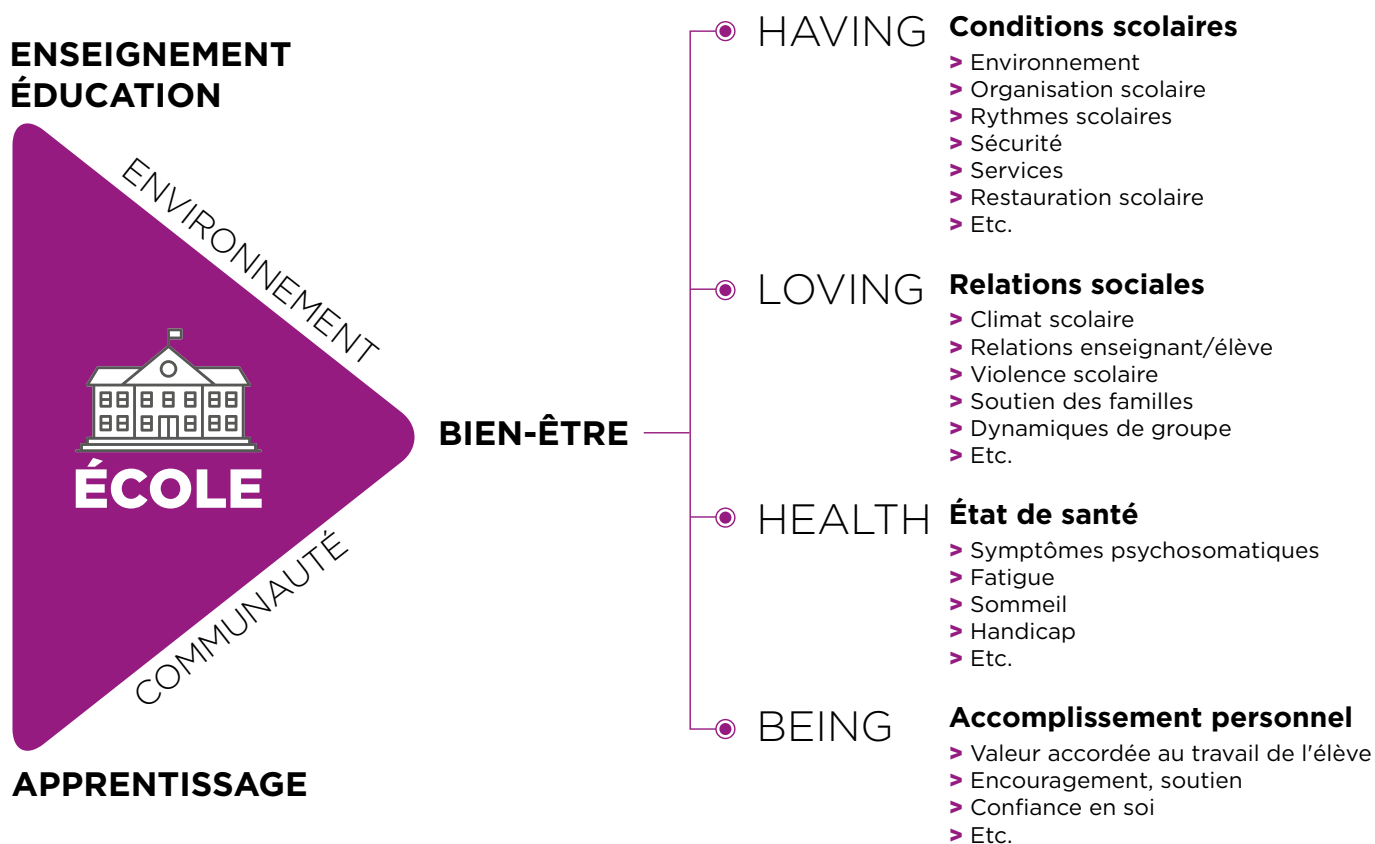 ENSEIGNEMENT
ÉDUCATION
ENVIRONNEMENT
ÉCOLE
COMMUNAUTÉ
APPRENTISSAGE
BIEN-ÊTRE
HAVING
Conditions scolaires
> Environnement
> Organisation scolaire
> Rythmes scolaires
> Sécurité
> Services
> Restauration scolaire
> Etc.
LOVING
Relations sociales
> Climat scolaire
> Relations enseignant/élève
> Violence scolaire
> Soutien des familles
> Dynamiques de groupe
> Etc.
HEALTH
État de santé
> Symptômes psychosomatiques
> Fatigue
> Sommeil
> Handicap
> Etc.
BEING
Accomplissement personnel
> Valeur accordée au travail de l'élève
> Encouragement, soutien
> Confiance en soi
> Etc.